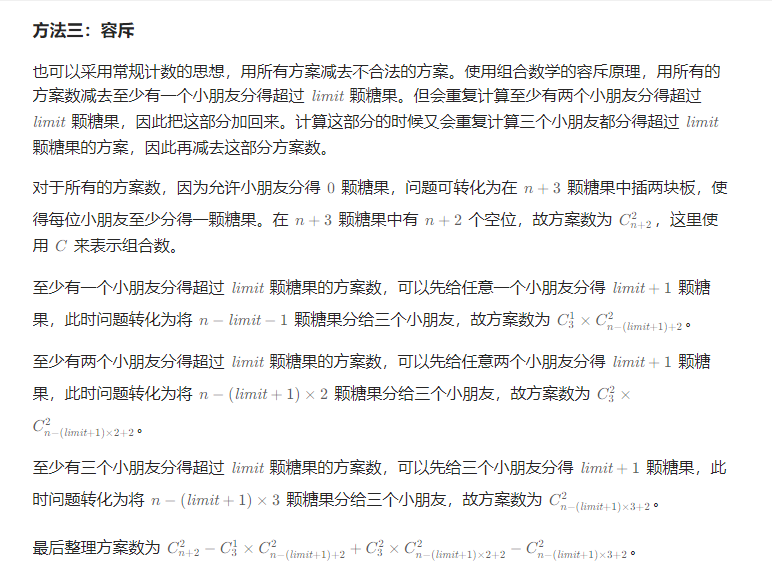 方法三：容斥
也可以采用常规计数的思想，用所有方案减去不合法的方案。使用组合数学的容斥原理，用所有的
方案数减去至少有一个小朋友分得超过 limit 颗糖果。但会重复计算至少有两个小朋友分得超过
limit 颗糖果，因此把这部分加回来。计算这部分的时候又会重复计算三个小朋友都分得超过 limit
颗糖果的方案，因此再减去这部分方案数。
对于所有的方案数，因为允许小朋友分得 0 颗糖果，问题可转化为在 n + 3 颗糖果中插两块板，使
得每位小朋友至少分得一颗糖果。在 n + 3 颗糖果中有 n + 2 个空位，故方案数为 $C_{n+2}^{2}$，这里使
用 C 来表示组合数。
至少有一个小朋友分得超过 limit 颗糖果的方案数，可以先给任意一个小朋友分得 limit + 1 颗糖
果，此时问题转化为将 n − limit − 1 颗糖果分给三个小朋友，故方案数为 $C_{3}^{1} \times C_{n-(limit+1)+2}^{2}$。
至少有两个小朋友分得超过 limit 颗糖果的方案数，可以先给任意两个小朋友分得 limit + 1 颗糖
果，此时问题转化为将 n − (limit + 1) × 2 颗糖果分给三个小朋友，故方案数为 $C_{3}^{2} \times$
$C_{n-(limit+1)\times 2+2}^{2}$。
至少有三个小朋友分得超过 limit 颗糖果的方案数，可以先给三个小朋友分得 limit + 1 颗糖果，此
时问题转化为将 n − (limit + 1) × 3 颗糖果分给三个小朋友，故方案数为 $C_{n-(limit+1)\times 3+2}^{2}$。
最后整理方案数为 $C_{n+2}^{2} - C_{3}^{1} \times C_{n-(limit+1)+2}^{2} + C_{3}^{2} \times C_{n-(limit+1)\times 2+2}^{2} - C_{n-(limit+1)\times 3+2}^{2}$。